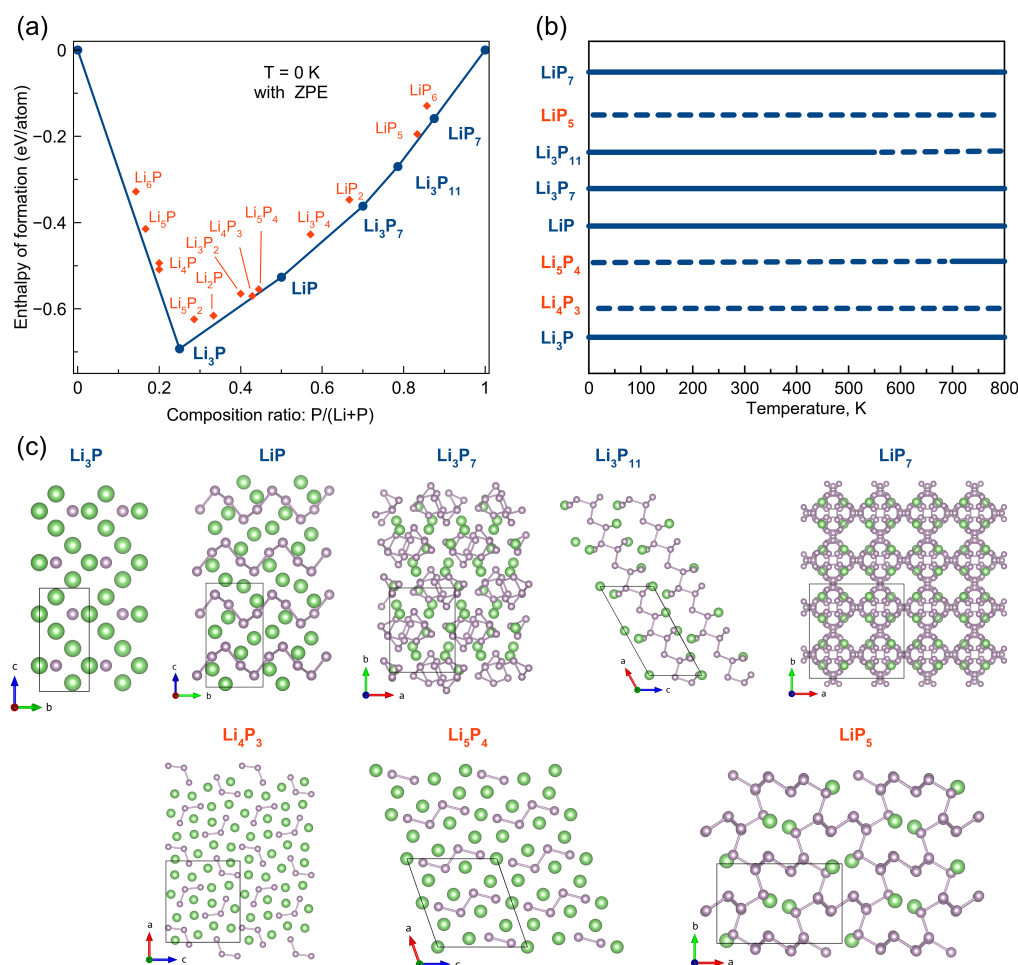 (a)
0
−0.2
−0.4
−0.6
Enthalpy of formation (eV/atom)
T = 0 K
with ZPE
LiP₆
LiP₅
LiP₇
Li₃P₁₁
LiP₂
Li₃P₇
Li₃P₄
Li₅P₄
Li₄P₃
Li₃P₂
LiP
Li₆P
Li₅P
Li₄P
Li₂P
Li₅P₂
Li₃P
0 0.2 0.4 0.6 0.8 1
Composition ratio: P/(Li+P)
(b)
LiP₇
LiP₅
Li₃P₁₁
Li₃P₇
LiP
Li₅P₄
Li₄P₃
Li₃P
0 100 200 300 400 500 600 700 800
Temperature, K
(c)
Li₃P LiP Li₃P₇ Li₃P₁₁ LiP₇
c b
c b
b a
a c
b a
Li₄P₃ Li₅P₄ LiP₅
a c
a c
b a